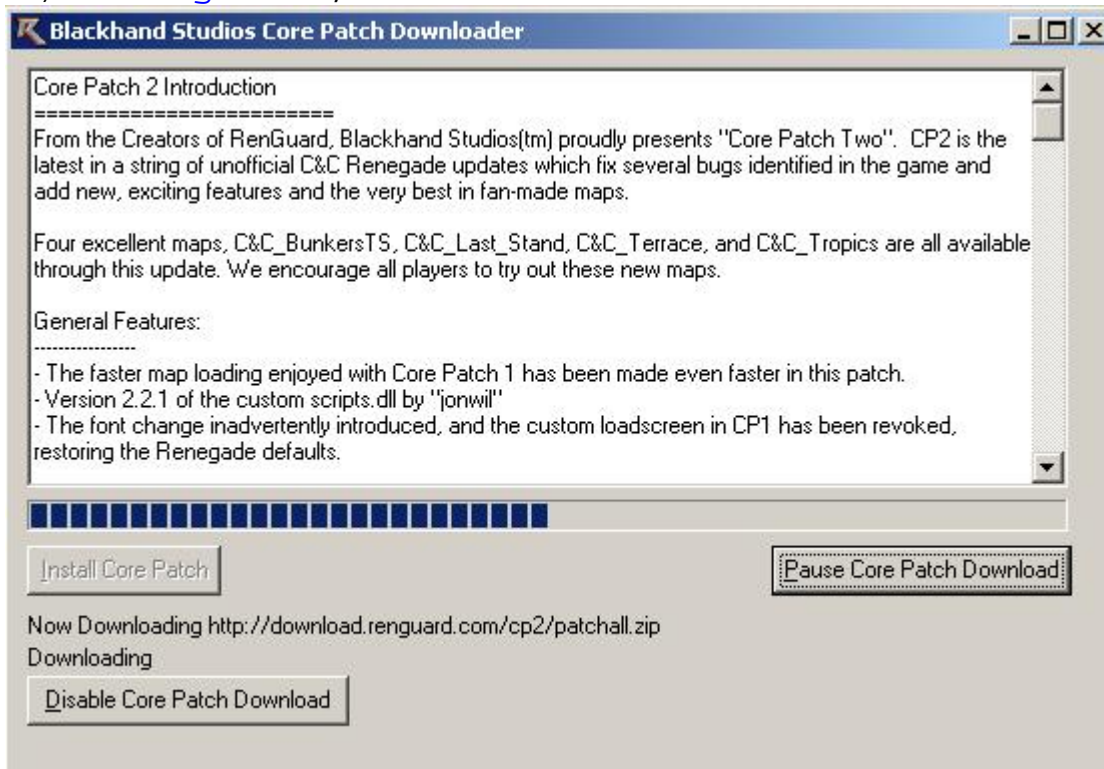 Blackhand Studios Core Patch Downloader
Core Patch 2 Introduction
=========================
From the Creators of RenGuard, Blackhand Studios(tm) proudly presents "Core Patch Two". CP2 is the
latest in a string of unofficial C&C Renegade updates which fix several bugs identified in the game and
add new, exciting features and the very best in fan-made maps.
Four excellent maps, C&C_BunkersTS, C&C_Last_Stand, C&C_Terrace, and C&C_Tropics are all available
through this update. We encourage all players to try out these new maps.
General Features:
----------------
- The faster map loading enjoyed with Core Patch 1 has been made even faster in this patch.
- Version 2.2.1 of the custom scripts.dll by "jonwil"
- The font change inadvertently introduced, and the custom loadscreen in CP1 has been revoked,
restoring the Renegade defaults.
Install Core Patch
Pause Core Patch Download
Now Downloading http://download.renguard.com/cp2/patchall.zip
Downloading
Disable Core Patch Download